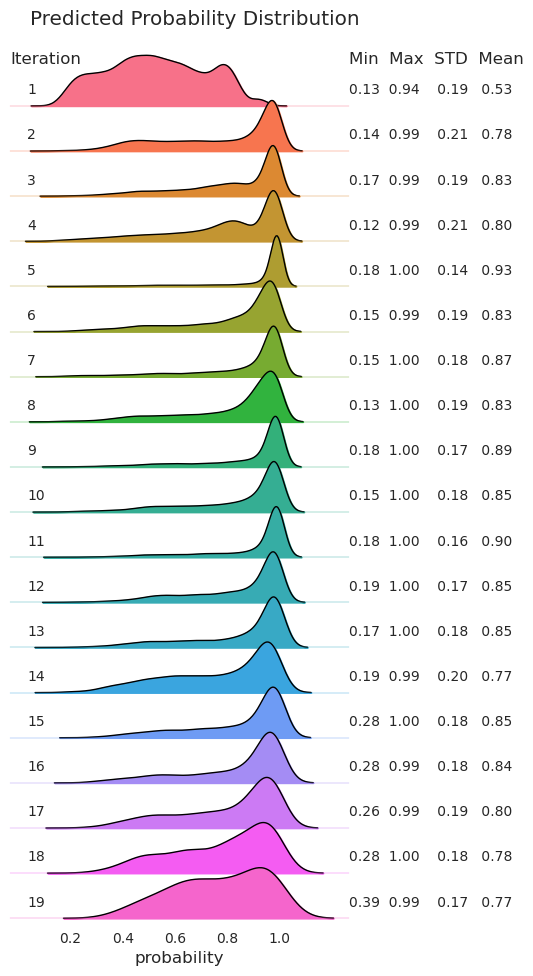 Predicted Probability Distribution
Iteration Min Max STD Mean
1 0.13 0.94 0.19 0.53
2 0.14 0.99 0.21 0.78
3 0.17 0.99 0.19 0.83
4 0.12 0.99 0.21 0.80
5 0.18 1.00 0.14 0.93
6 0.15 0.99 0.19 0.83
7 0.15 1.00 0.18 0.87
8 0.13 1.00 0.19 0.83
9 0.18 1.00 0.17 0.89
10 0.15 1.00 0.18 0.85
11 0.18 1.00 0.16 0.90
12 0.19 1.00 0.17 0.85
13 0.17 1.00 0.18 0.85
14 0.19 0.99 0.20 0.77
15 0.28 1.00 0.18 0.85
16 0.28 0.99 0.18 0.84
17 0.26 0.99 0.19 0.80
18 0.28 1.00 0.18 0.78
19 0.39 0.99 0.17 0.77
0.2 0.4 0.6 0.8 1.0
probability